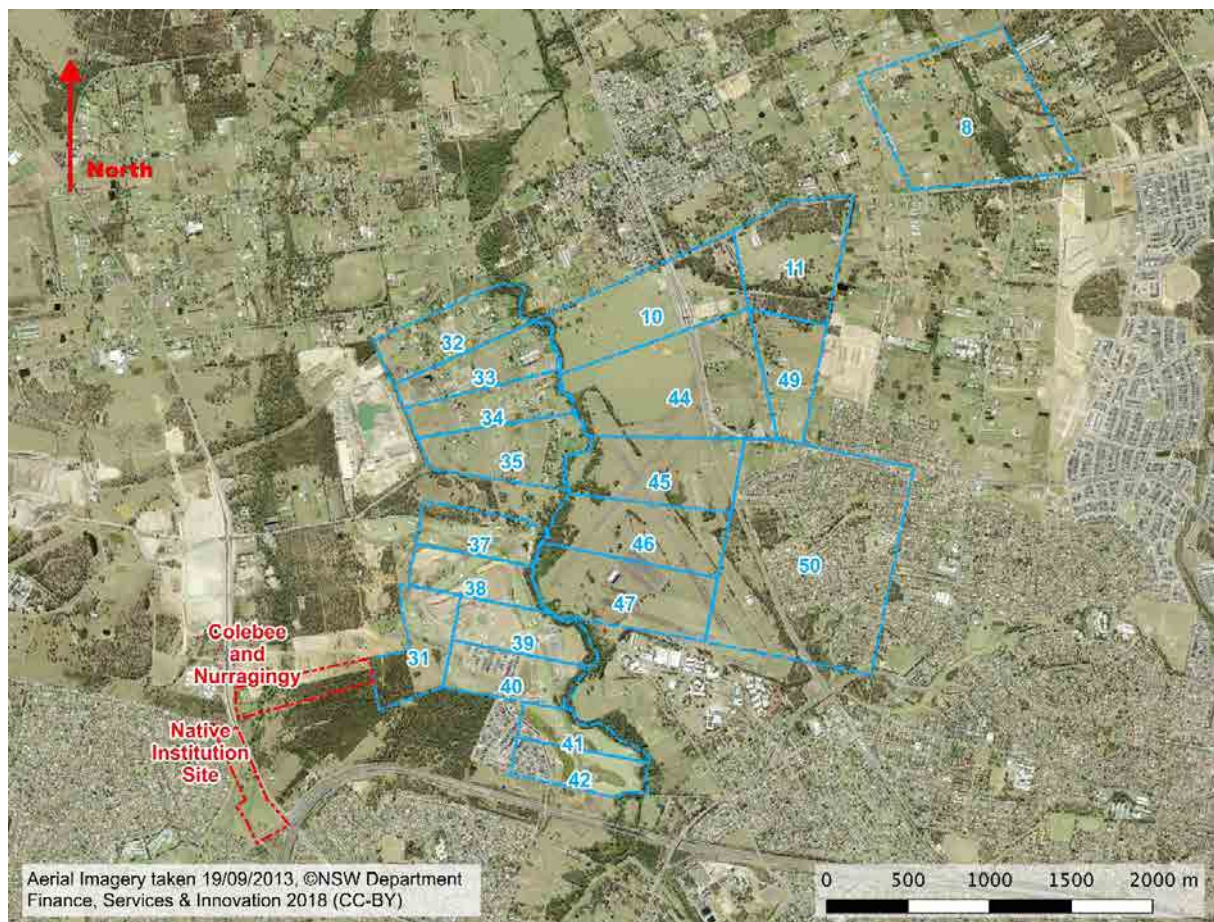 North
8
11
10
32
33
49
44
34
35
45
37
46
50
38
47
Colebee
and
Nurragingy
39
31
40
Native
Institution
Site
41
42
Aerial Imagery taken 19/09/2013, ©NSW Department
Finance, Services & Innovation 2018 (CC-BY)
0 500 1000 1500 2000 m